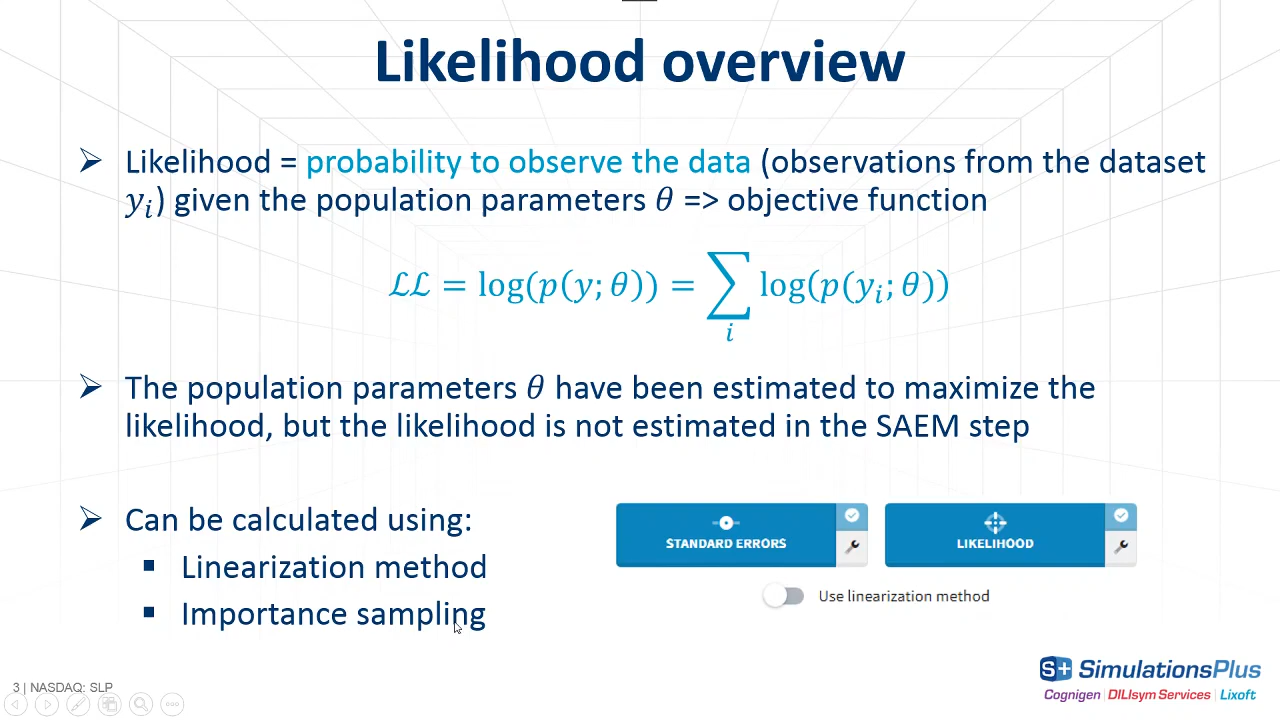 Likelihood overview
➢ Likelihood = probability to observe the data (observations from the dataset
𝑦ᵢ) given the population parameters 𝜃 => objective function
ℒℒ = log(𝑝(𝑦; 𝜃)) = ∑ᵢ log(𝑝(𝑦ᵢ; 𝜃))
➢ The population parameters 𝜃 have been estimated to maximize the
likelihood, but the likelihood is not estimated in the SAEM step
➢ Can be calculated using:
▪ Linearization method
▪ Importance sampling
STANDARD ERRORS
LIKELIHOOD
Use linearization method
S+ SimulationsPlus
Cognigen | DILIsym Services | Lixoft
3 | NASDAQ: SLP